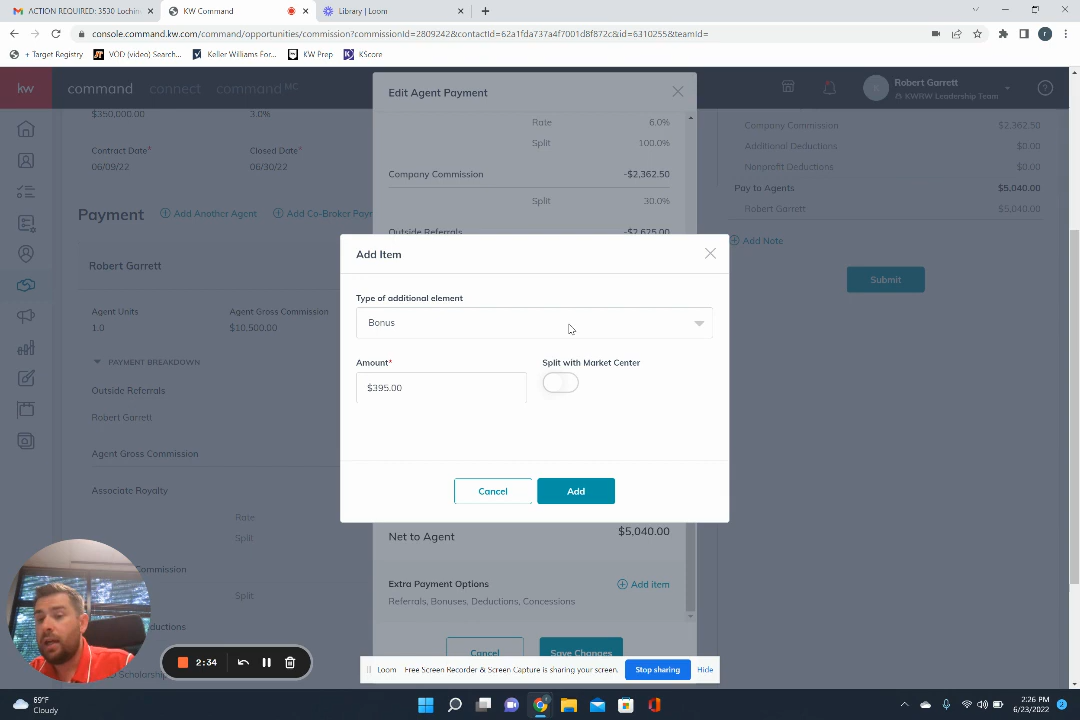 ACTION REQUIRED: 3530 Lochin
KW Command
Library | Loom
console.command.kw.com/command/opportunities/commission?commissionId=2809242&contactId=62a1fda737a4f7001d8f872c&id=6310255&teamId=
+ Target Registry
VOD (video) Search...
Keller Williams For...
KW Prep
KScore
kw
command
connect
command MC
Robert Garrett
KWRW Leadership Team
$350,000.00
3.0%
Contract Date*
Closed Date*
06/09/22
06/30/22
Payment
Add Another Agent
Add Co-Broker Payr
Robert Garrett
Agent Units
Agent Gross Commission
1.0
$10,500.00
PAYMENT BREAKDOWN
Outside Referrals
Robert Garrett
Agent Gross Commission
Associate Royalty
Rate
Split
mmission
Split
ductions
Scholarship
Edit Agent Payment
Rate
6.0%
Split
100.0%
Company Commission
-$2,362.50
Split
30.0%
Outside Referrals
-$2,625.00
Add Item
Type of additional element
Bonus
Amount*
Split with Market Center
$395.00
Cancel
Add
Net to Agent
$5,040.00
Extra Payment Options
Add item
Referrals, Bonuses, Deductions, Concessions
Cancel
Save Changes
Company Commission
$2,362.50
Additional Deductions
$0.00
Nonprofit Deductions
$0.00
Pay to Agents
$5,040.00
Robert Garrett
$5,040.00
Add Note
Submit
2:34
Loom
Free Screen Recorder & Screen Capture is sharing your screen.
Stop sharing
Hide
69°F
Cloudy
2:26 PM
6/23/2022
2